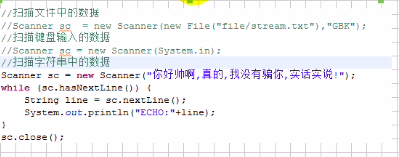 //扫描文件中的数据
//Scanner sc = new Scanner(new File("file/stream.txt"),"GBK");
//扫描键盘输入的数据
//Scanner sc = new Scanner(System.in);
//扫描字符串中的数据
Scanner sc = new Scanner("你好帅啊,真的,我没有骗你,实话实说!");
while (sc.hasNextLine()) {
String line = sc.nextLine();
System.out.println("ECHO:"+line);
}
sc.close();